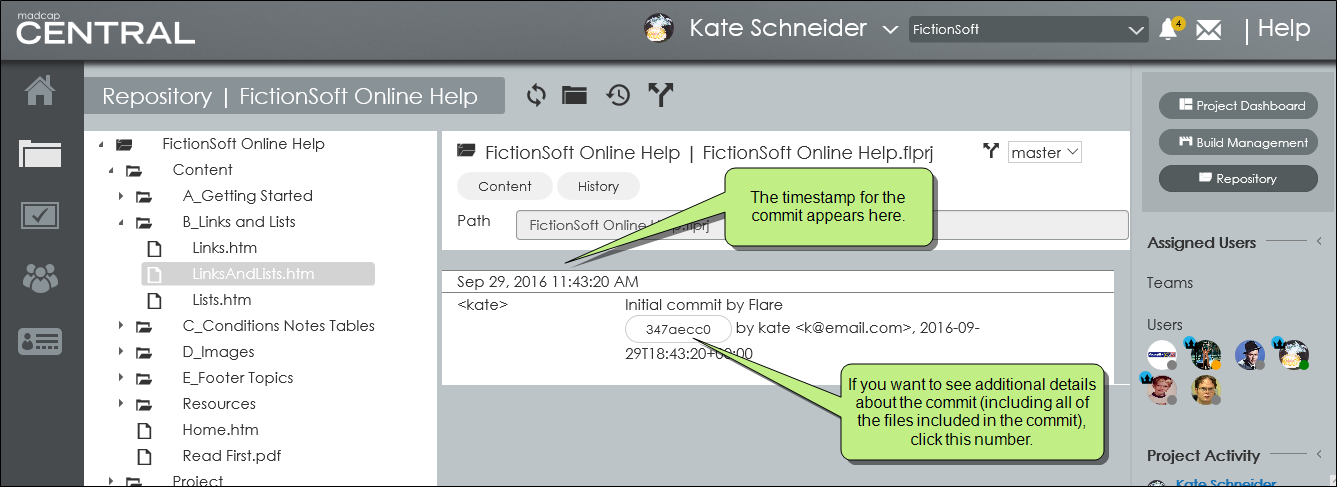 madcap
CENTRAL
Kate Schneider
FictionSoft
4
Help
Repository | FictionSoft Online Help
FictionSoft Online Help
Content
A_Getting Started
B_Links and Lists
Links.htm
LinksAndLists.htm
Lists.htm
C_Conditions Notes Tables
D_Images
E_Footer Topics
Resources
Home.htm
Read First.pdf
Project
FictionSoft Online Help | FictionSoft Online Help.flprj
master
Content
History
Path
FictionSoft Online Help.flprj
The timestamp for the
commit appears here.
Sep 29, 2016 11:43:20 AM
<kate>
Initial commit by Flare
347aecc0 by kate <k@email.com>, 2016-09-
29T18:43:20+00:00
If you want to see additional details
about the commit (including all of
the files included in the commit),
click this number.
Project Dashboard
Build Management
Repository
Assigned Users
Teams
Users
Project Activity
Kate Schneider